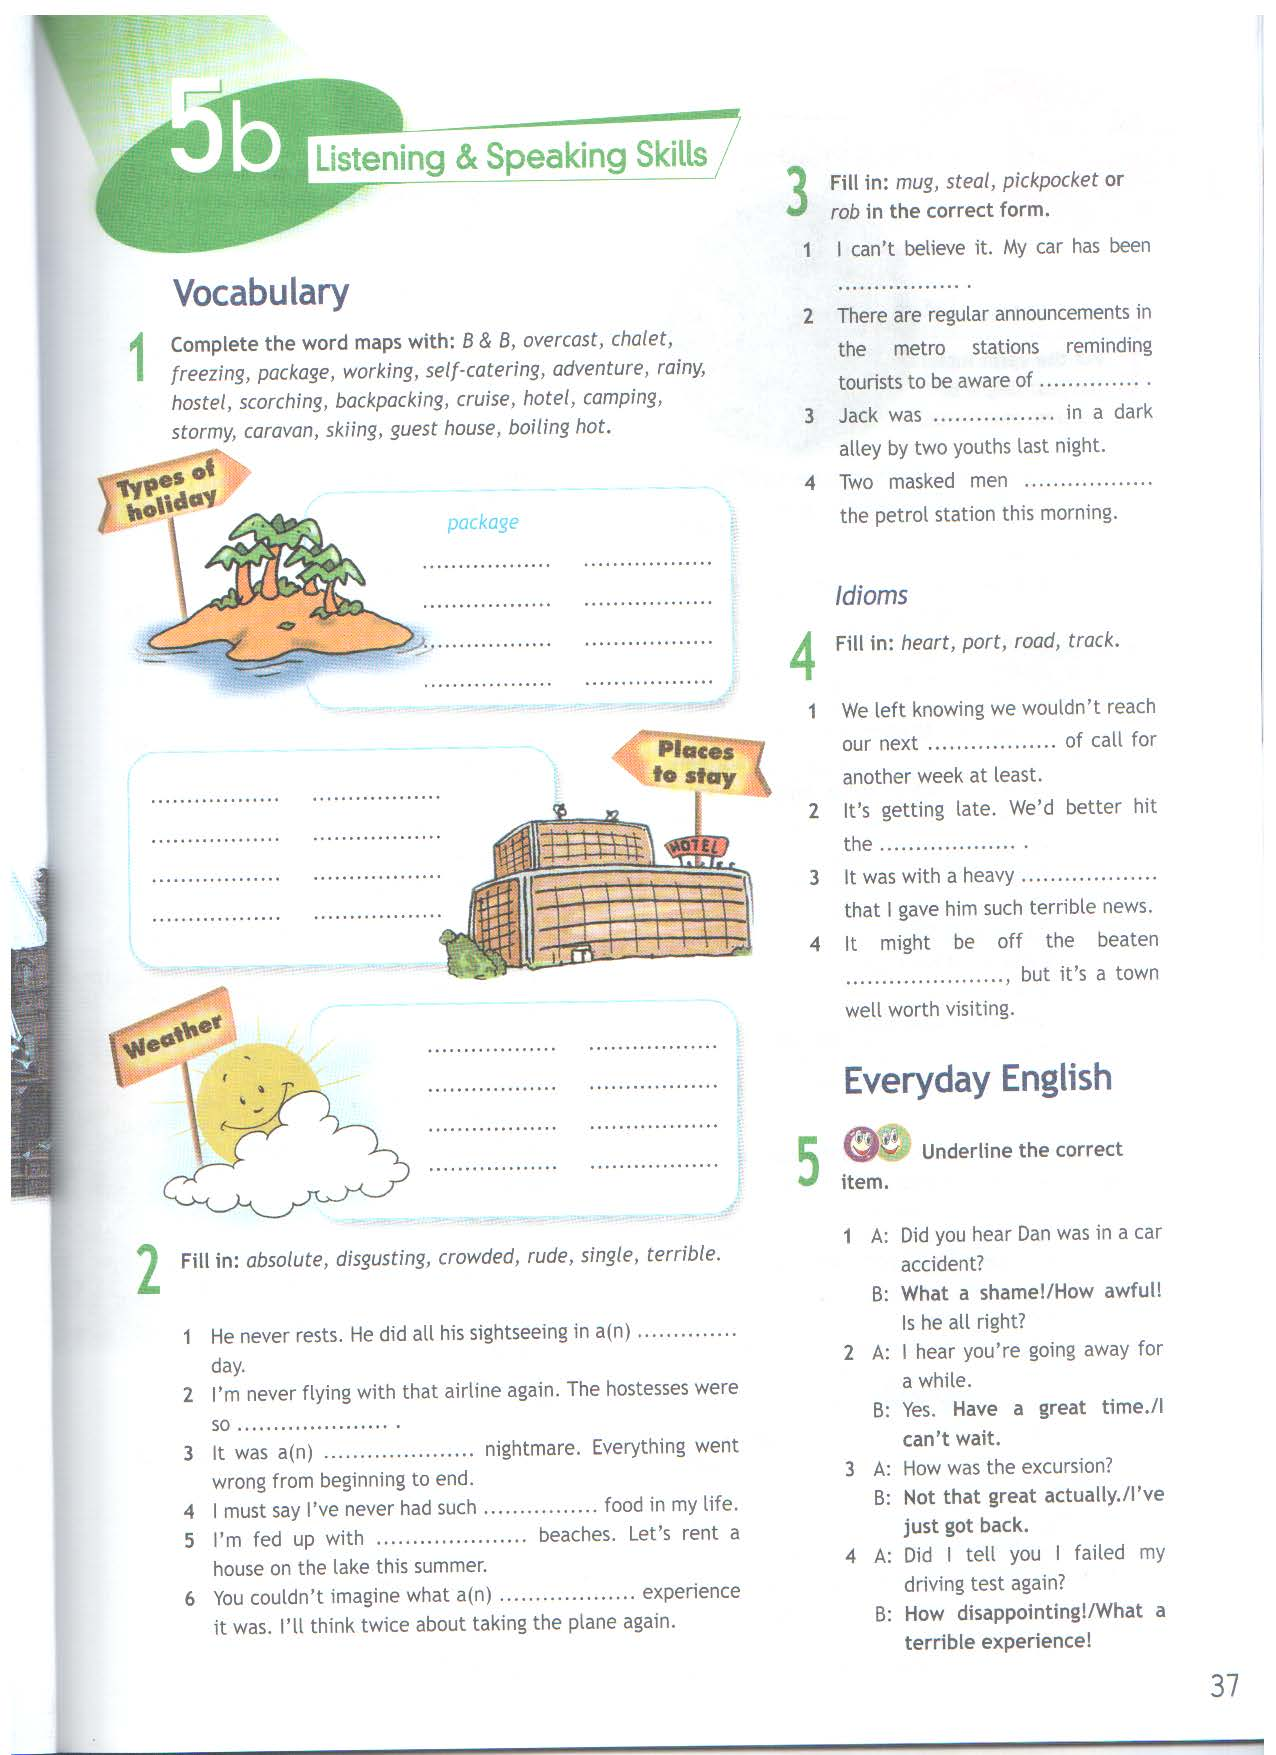 5b
Listening & Speaking Skills
Vocabulary
1
Complete the word maps with: B & B, overcast, chalet,
freezing, package, working, self-catering, adventure, rainy,
hostel, scorching, backpacking, cruise, hotel, camping,
stormy, caravan, skiing, guest house, boiling hot.
Types of
holiday
package
.................. ..................
.................. ..................
.................. ..................
.................. ..................
Places
to stay
HOTEL
.................. ..................
.................. ..................
.................. ..................
.................. ..................
Weather
.................. ..................
.................. ..................
.................. ..................
.................. ..................
2
Fill in: absolute, disgusting, crowded, rude, single, terrible.
1 He never rests. He did all his sightseeing in a(n) ..............
day.
2 I'm never flying with that airline again. The hostesses were
so ..................... .
3 It was a(n) ..................... nightmare. Everything went
wrong from beginning to end.
4 I must say I've never had such ................ food in my life.
5 I'm fed up with ..................... beaches. Let's rent a
house on the lake this summer.
6 You couldn't imagine what a(n) ................... experience
it was. I'll think twice about taking the plane again.
3
Fill in: mug, steal, pickpocket or
rob in the correct form.
1 I can't believe it. My car has been
................. .
2 There are regular announcements in
the metro stations reminding
tourists to be aware of .............. .
3 Jack was ................. in a dark
alley by two youths last night.
4 Two masked men ..................
the petrol station this morning.
Idioms
4
Fill in: heart, port, road, track.
1 We left knowing we wouldn't reach
our next .................. of call for
another week at least.
2 It's getting late. We'd better hit
the ................... .
3 It was with a heavy ...................
that I gave him such terrible news.
4 It might be off the beaten
......................, but it's a town
well worth visiting.
Everyday English
5
Underline the correct
item.
1 A: Did you hear Dan was in a car
accident?
B: What a shame!/How awful!
Is he all right?
2 A: I hear you're going away for
a while.
B: Yes. Have a great time./I
can't wait.
3 A: How was the excursion?
B: Not that great actually./I've
just got back.
4 A: Did I tell you I failed my
driving test again?
B: How disappointing!/What a
terrible experience!
37